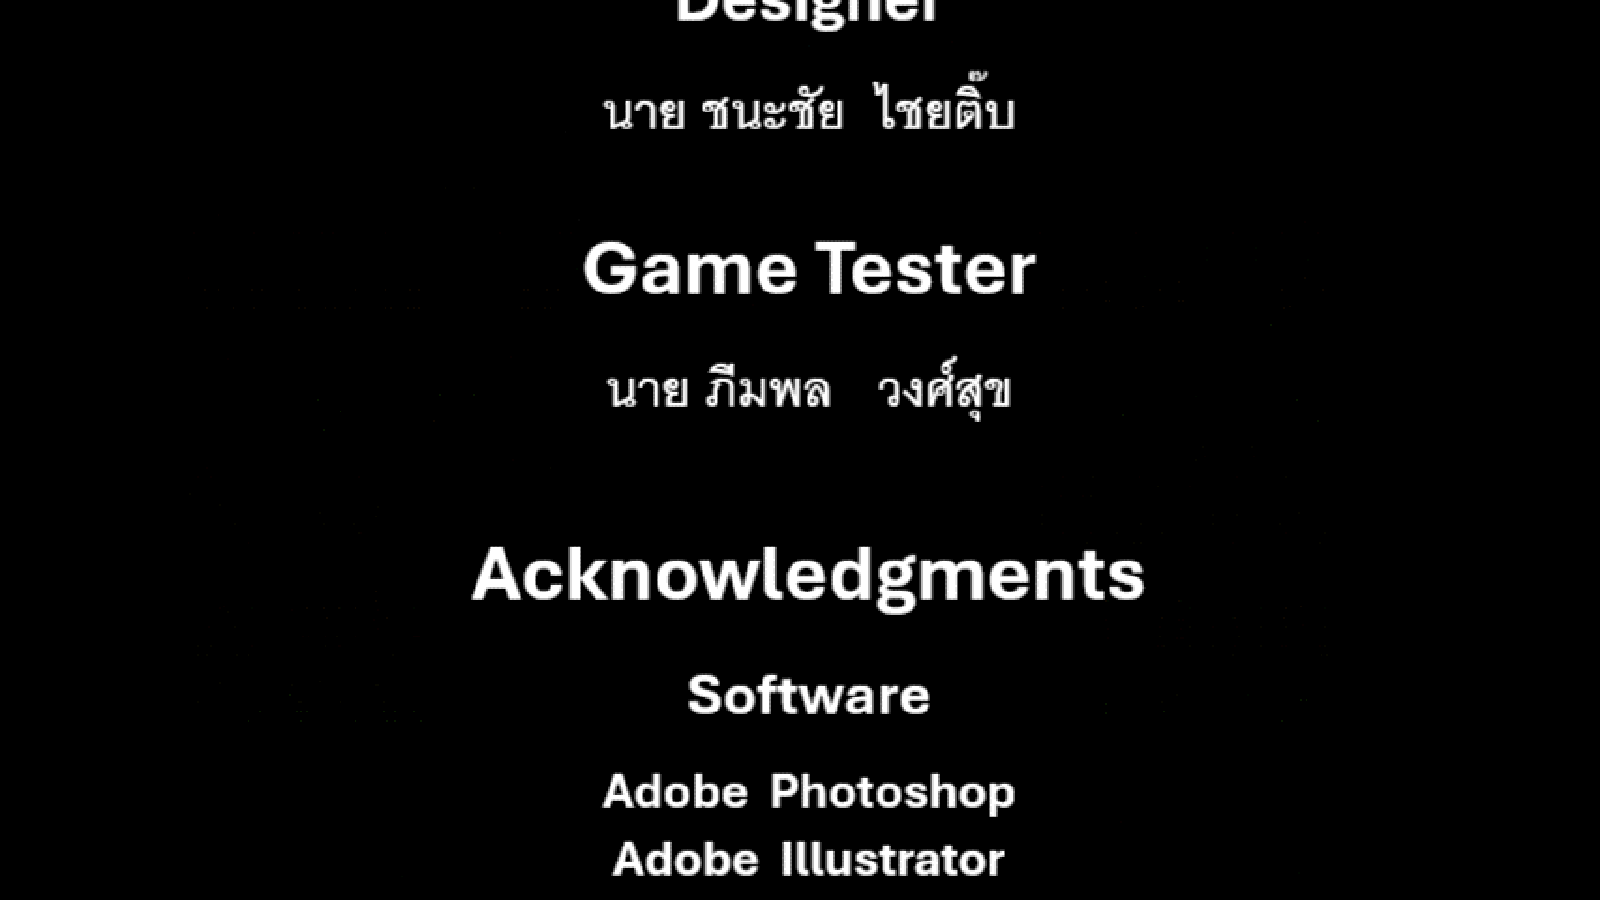 Designer
นาย ชนะชัย ไชยติ๊บ
Game Tester
นาย ภีมพล วงศ์สุข
Acknowledgments
Software
Adobe Photoshop
Adobe Illustrator